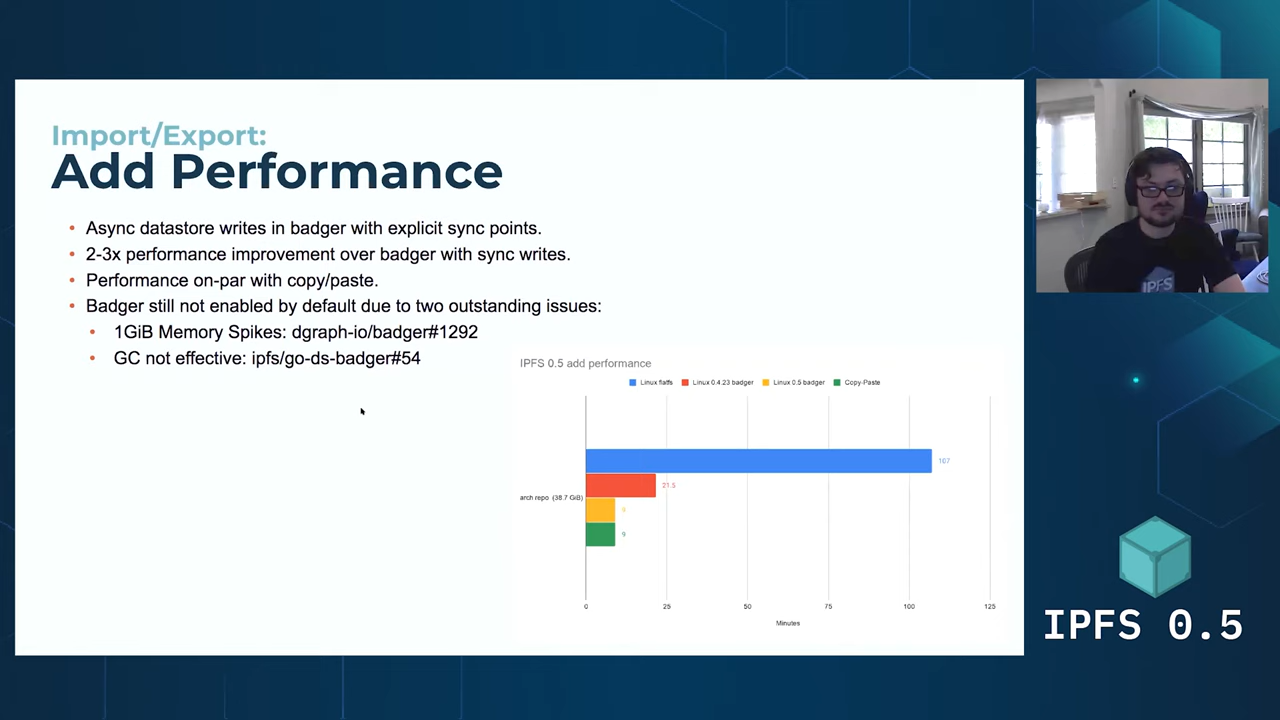 Import/Export:
Add Performance
• Async datastore writes in badger with explicit sync points.
• 2-3x performance improvement over badger with sync writes.
• Performance on-par with copy/paste.
• Badger still not enabled by default due to two outstanding issues:
• 1GiB Memory Spikes: dgraph-io/badger#1292
• GC not effective: ipfs/go-ds-badger#54
IPFS 0.5 add performance
Linux flatfs Linux 0.4.23 badger Linux 0.5 badger Copy-Paste
107
21.5
arch repo (38.7 GiB)
9
9
0 25 50 75 100 125
Minutes
IPFS
IPFS 0.5